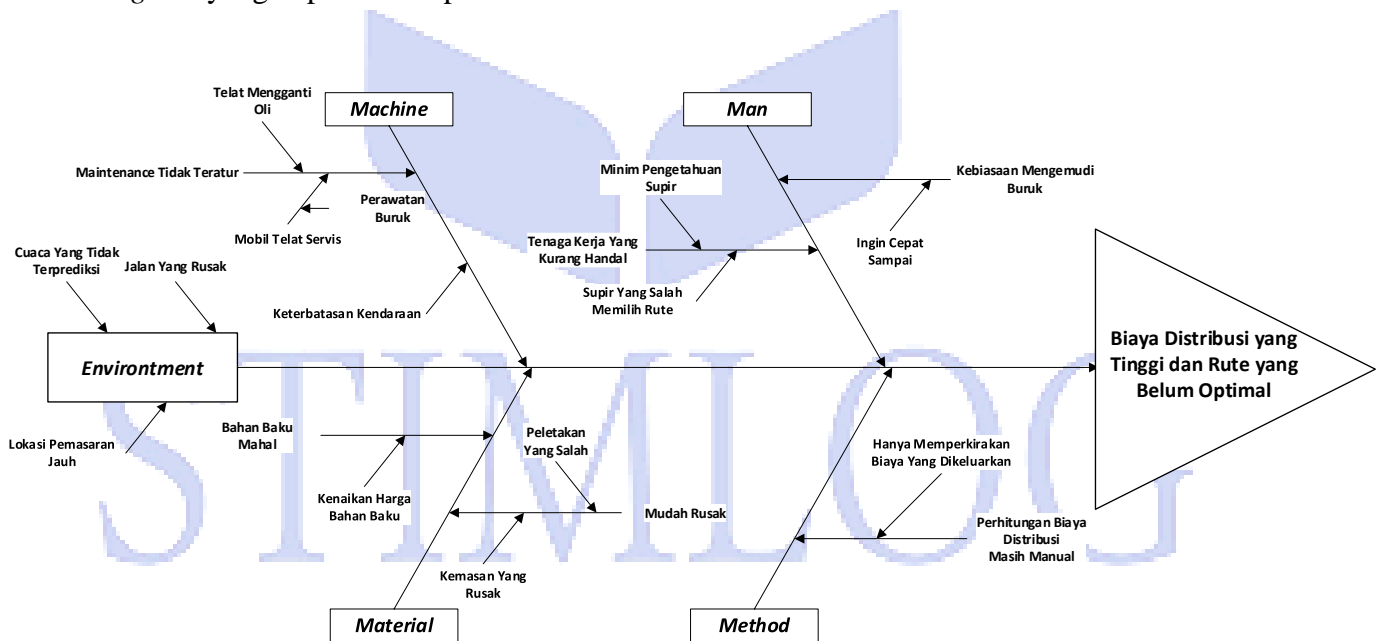 Telat Mengganti
Oli
Machine
Man
Maintenance Tidak Teratur
Perawatan
Buruk
Mobil Telat Servis
Minim Pengetahuan
Supir
Kebiasaan Mengemudi
Buruk
Tenaga Kerja Yang
Kurang Handal
Ingin Cepat
Sampai
Supir Yang Salah
Memilih Rute
Cuaca Yang Tidak
Terprediksi
Jalan Yang Rusak
Keterbatasan Kendaraan
Environtment
Biaya Distribusi yang
Tinggi dan Rute yang
Belum Optimal
Lokasi Pemasaran
Jauh
Bahan Baku
Mahal
Peletakan
Yang Salah
Hanya Memperkirakan
Biaya Yang Dikeluarkan
Kenaikan Harga
Bahan Baku
Mudah Rusak
Perhitungan Biaya
Distribusi
Masih Manual
Kemasan Yang
Rusak
Material
Method
STIMLOG